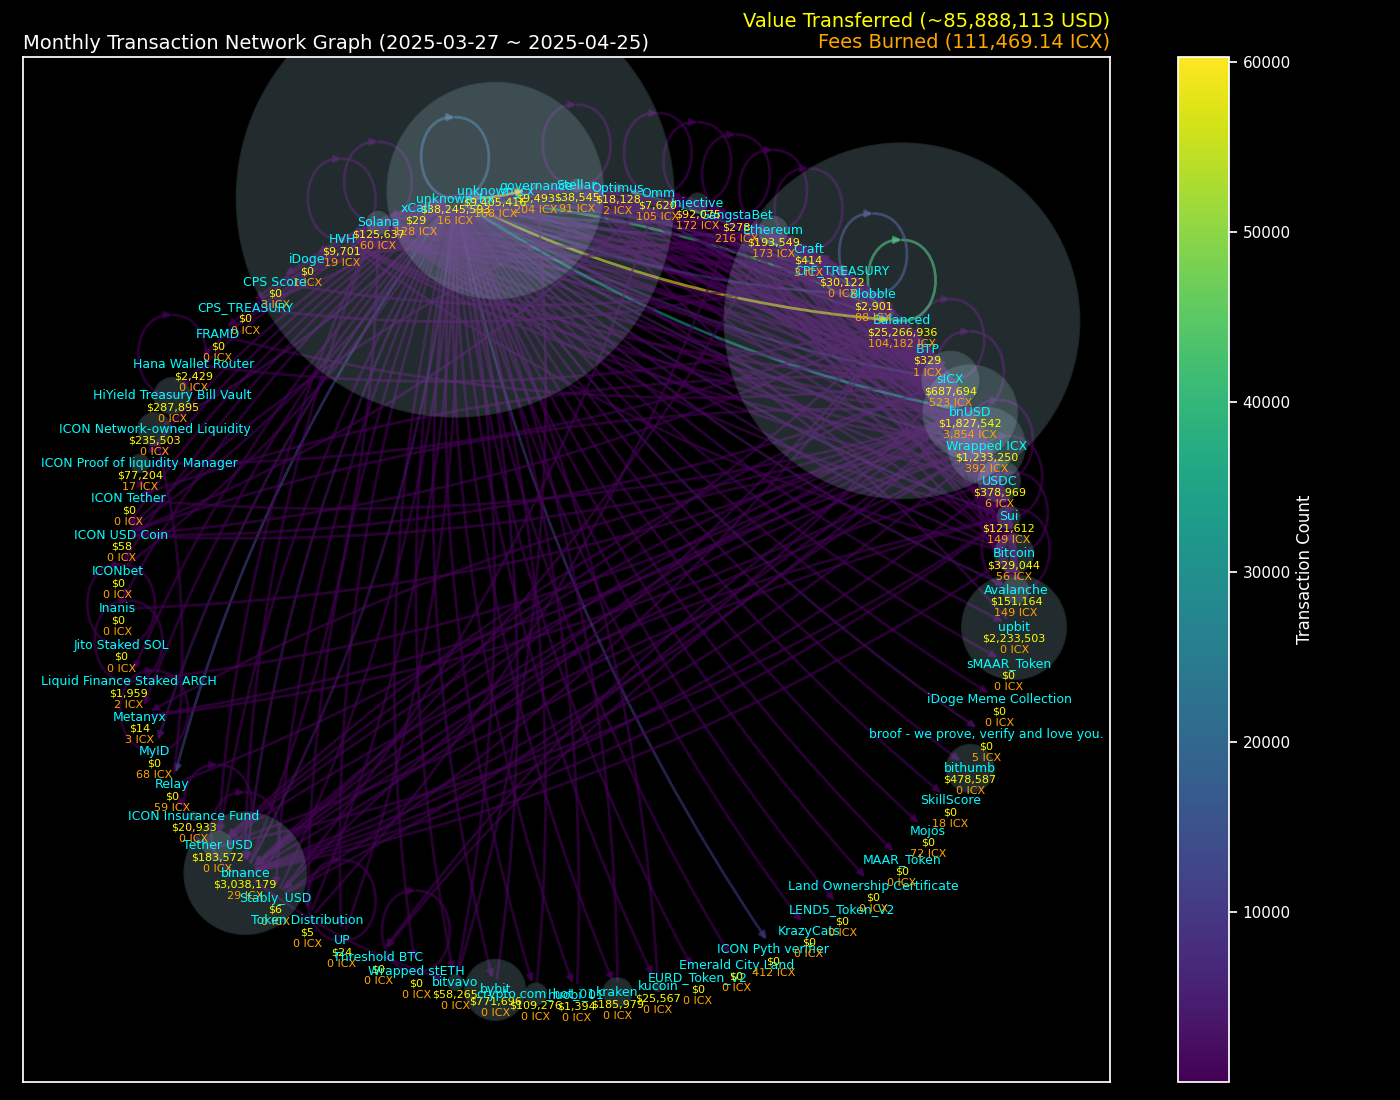 Value Transferred (~85,888,113 USD)
Monthly Transaction Network Graph (2025-03-27 ~ 2025-04-25)
Fees Burned (111,469.14 ICX)
60000
50000
40000
30000
20000
10000
Transaction Count
governance
$9,493
204 ICX
Stellar
$38,545
91 ICX
Optimus
$18,128
2 ICX
Omm
$7,620
105 ICX
Injective
$92,075
172 ICX
GangstaBet
$278
216 ICX
Ethereum
$193,549
173 ICX
Craft
$414
CPF_TREASURY
$30,122
0 ICX
Blobble
$2,901
88 ICX
Balanced
$25,266,936
104,182 ICX
BTP
$329
1 ICX
sICX
$687,694
523 ICX
bnUSD
$1,827,542
3,854 ICX
Wrapped ICX
$1,233,250
392 ICX
USDC
$378,969
6 ICX
Sui
$121,612
149 ICX
Bitcoin
$329,044
56 ICX
Avalanche
$151,164
149 ICX
upbit
$2,233,503
0 ICX
sMAAR_Token
$0
0 ICX
iDoge Meme Collection
$0
0 ICX
broof - we prove, verify and love you.
$0
5 ICX
bithumb
$478,587
0 ICX
SkillScore
$0
18 ICX
Mojos
$0
72 ICX
MAAR_Token
$0
0 ICX
Land Ownership Certificate
$0
0 ICX
LEND5_Token_v2
$0
0 ICX
KrazyCats
$0
0 ICX
ICON Pyth verifier
$0
412 ICX
Emerald City Land
$0
0 ICX
EURD_Token_V2
$0
0 ICX
kucoin
$25,567
0 ICX
kraken
$185,979
0 ICX
huobi_01
$1,394
0 ICX
crypto.com_hot_01
$109,276
0 ICX
bybit
$771,696
0 ICX
bitvavo
$58,265
0 ICX
Wrapped stETH
$0
0 ICX
Threshold BTC
$0
0 ICX
UP
$24
0 ICX
Token Distribution
$5
0 ICX
Stably_USD
$6
0 ICX
binance
$3,038,179
29 ICX
Tether USD
$183,572
0 ICX
ICON Insurance Fund
$20,933
0 ICX
Relay
$0
59 ICX
MyID
$0
68 ICX
Metanyx
$14
3 ICX
Liquid Finance Staked ARCH
$1,959
2 ICX
Jito Staked SOL
$0
0 ICX
Inanis
$0
0 ICX
ICONbet
$0
0 ICX
ICON USD Coin
$58
0 ICX
ICON Tether
$0
0 ICX
ICON Proof of liquidity Manager
$77,204
17 ICX
ICON Network-owned Liquidity
$235,503
0 ICX
HiYield Treasury Bill Vault
$287,895
0 ICX
Hana Wallet Router
$2,429
0 ICX
FRAMD
$0
0 ICX
CPS_TREASURY
$0
0 ICX
CPS Score
$0
3 ICX
iDoge
$0
ICX
HVH
$9,701
19 ICX
Solana
$125,637
60 ICX
$29
28 ICX
$38,245,593
16 ICX
$9,405,416
168 ICX